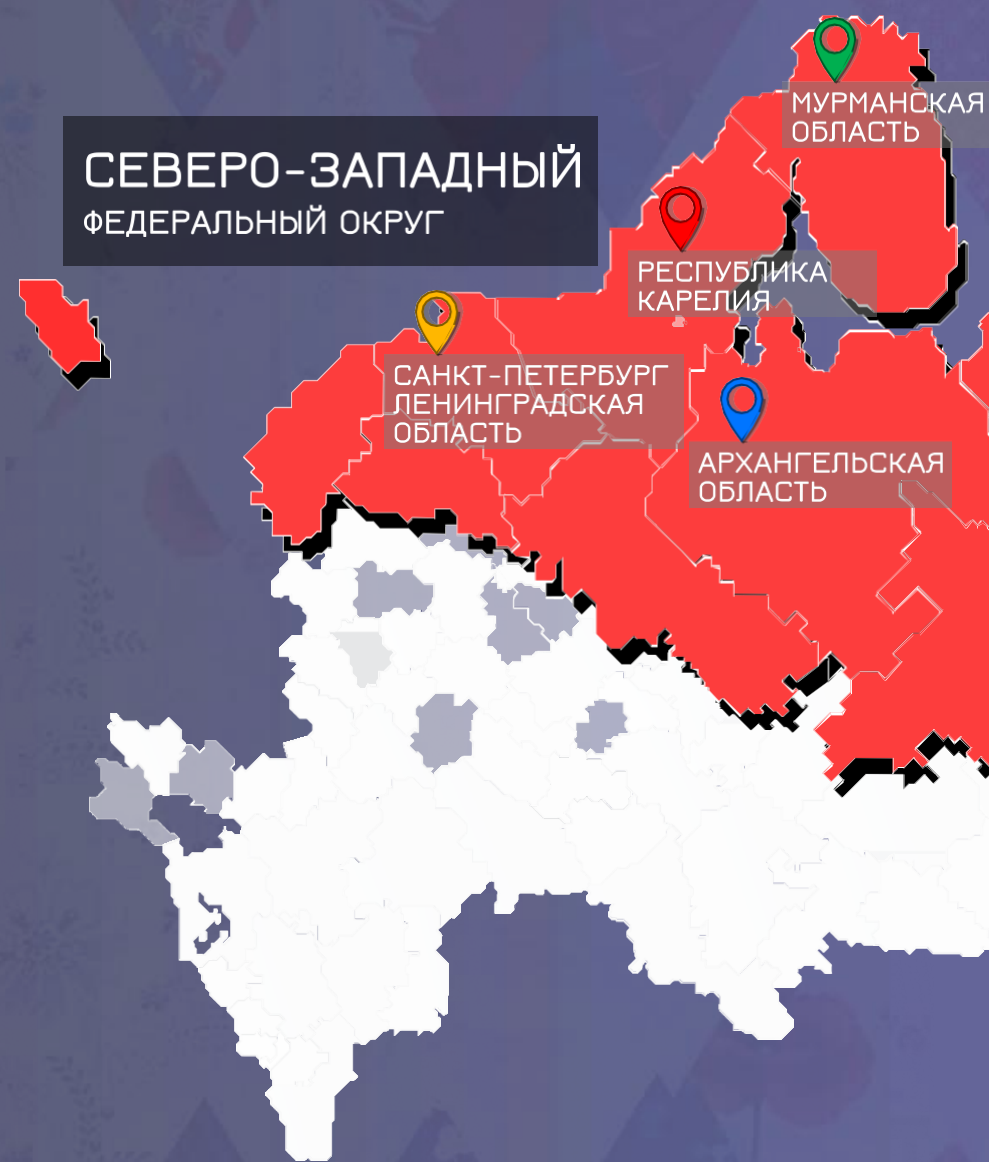 СЕВЕРО-ЗАПАДНЫЙ
ФЕДЕРАЛЬНЫЙ ОКРУГ
МУРМАНСКАЯ
ОБЛАСТЬ
РЕСПУБЛИКА
КАРЕЛИЯ
САНКТ-ПЕТЕРБУРГ
ЛЕНИНГРАДСКАЯ
ОБЛАСТЬ
АРХАНГЕЛЬСКАЯ
ОБЛАСТЬ